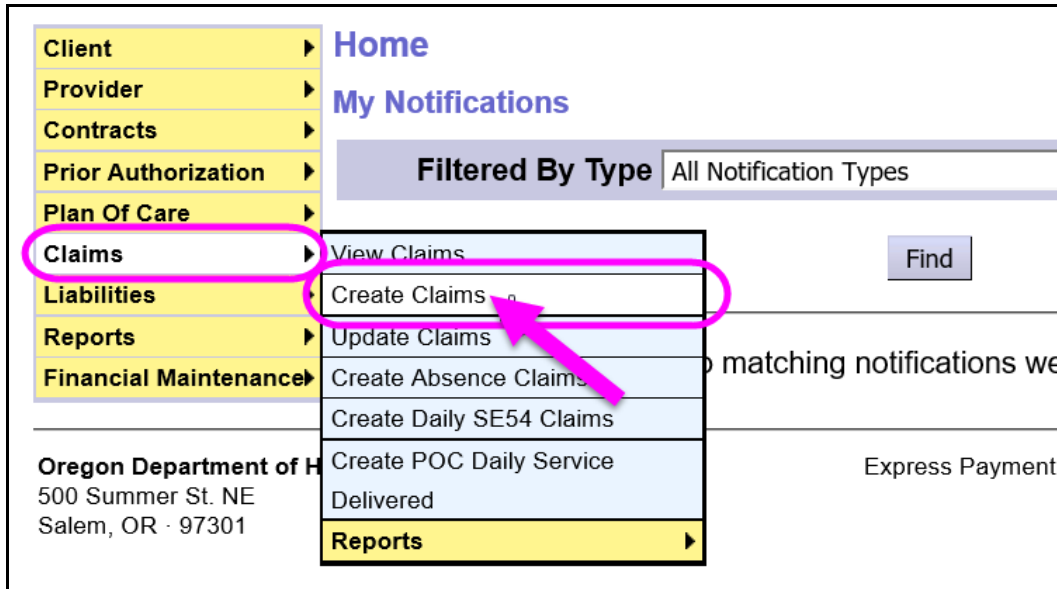 Client
Provider
Contracts
Prior Authorization
Plan Of Care
Claims
Liabilities
Reports
Financial Maintenance
Home
My Notifications
Filtered By Type All Notification Types
Find
View Claims
Create Claims
Update Claims
Create Absence Claims
Create Daily SE54 Claims
Create POC Daily Service
Delivered
Reports
matching notifications we
Oregon Department of H
500 Summer St. NE
Salem, OR · 97301
Express Payment